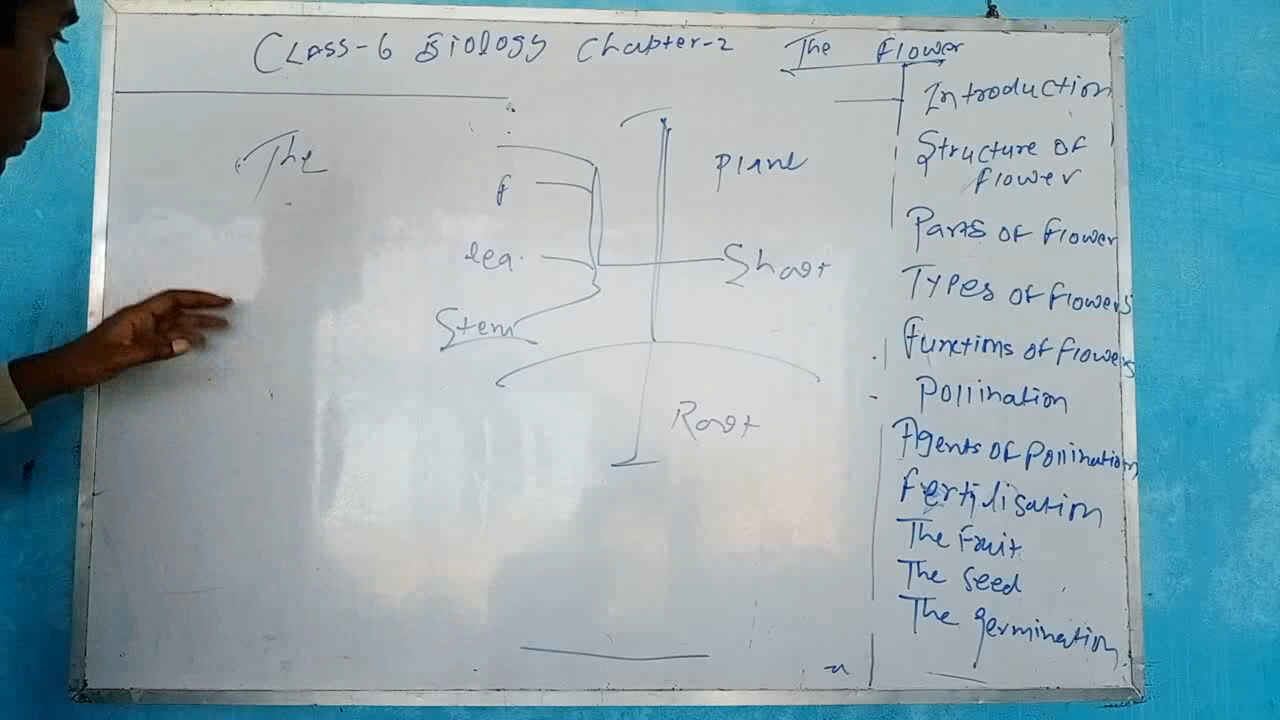 Class-6 Biology Chapter-2 The Flower
The
Plane
f
lea.
Stem
Shoot
Root
Introduction
Structure of
flower
Parts of flower
Types of flowers
Functions of flowers
Pollination
Agents of pollination
Fertilisation
The Fruit
The seed
The germination